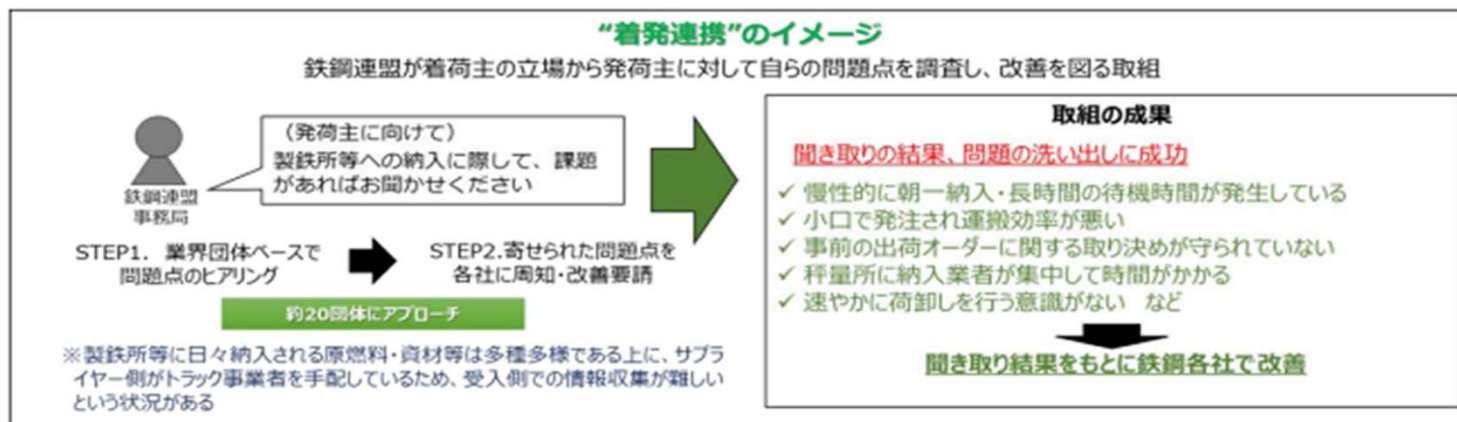 “着発連携”のイメージ
鉄鋼連盟が着荷主の立場から発荷主に対して自らの問題点を調査し、改善を図る取組
（発荷主に向けて）
製鉄所等への納入に際して、課題
があればお聞かせください
鉄鋼連盟
事務局
STEP1. 業界団体ベースで
問題点のヒアリング
STEP2.寄せられた問題点を
各社に周知・改善要請
約20団体にアプローチ
※製鉄所等に日々納入される原燃料・資材等は多種多様である上に、サプラ
イヤー側がトラック事業者を手配しているため、受入側での情報収集が難しい
という状況がある
取組の成果
聞き取りの結果、問題の洗い出しに成功
✓ 慢性的に朝一納入・長時間の待機時間が発生している
✓ 小口で発注され運搬効率が悪い
✓ 事前の出荷オーダーに関する取り決めが守られていない
✓ 秤量所に納入業者が集中して時間がかかる
✓ 速やかに荷卸しを行う意識がない　など
聞き取り結果をもとに鉄鋼各社で改善